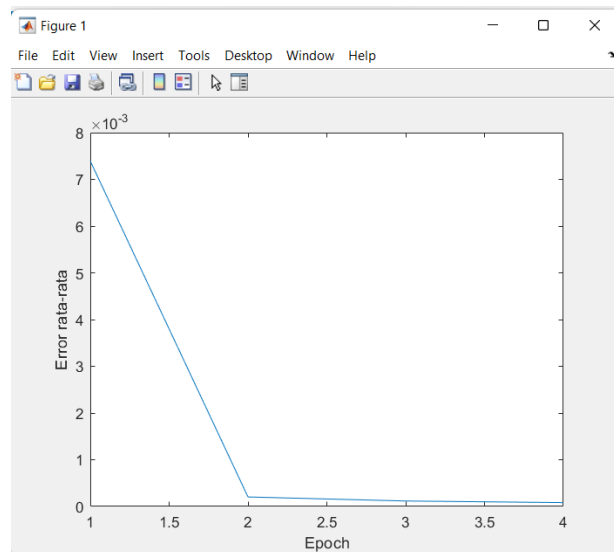 Figure 1
File Edit View Insert Tools Desktop Window Help
×10⁻³
8
7
6
5
4
3
2
1
0
Error rata-rata
1 1.5 2 2.5 3 3.5 4
Epoch